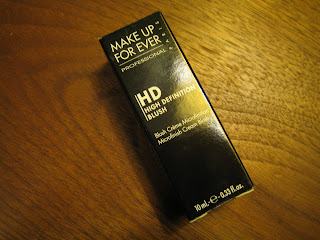 MAKE UP
FOR EVER
PROFESSIONAL
HD
HIGH DEFINITION
BLUSH
Blush Crème Microfinition
Microfinish Cream Blush
10 mL ℮ 0.33 fl.oz.